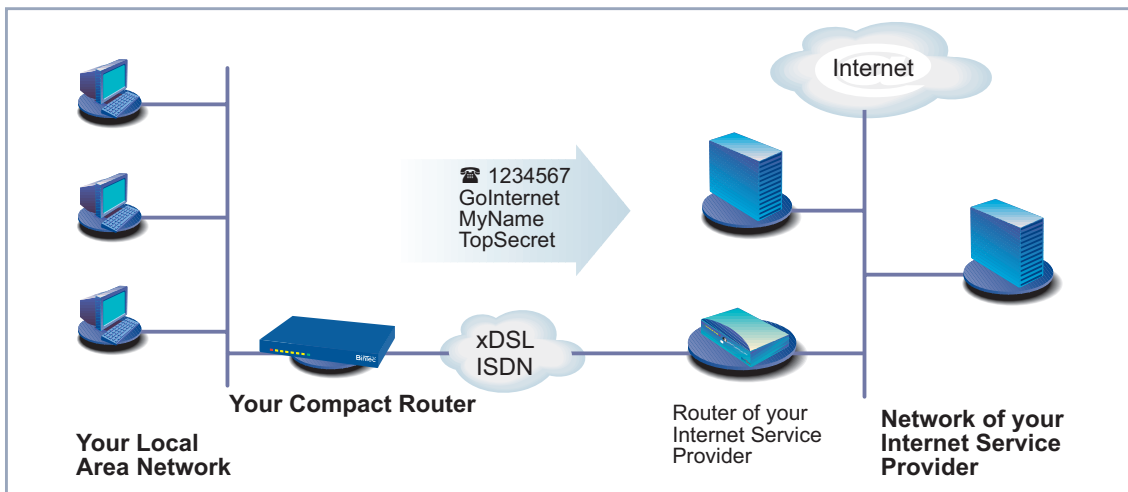 Internet
☎ 1234567
GoInternet
MyName
TopSecret
BinTec
xDSL
ISDN
Your Compact Router
Your Local
Area Network
Router of your
Internet Service
Provider
Network of your
Internet Service
Provider